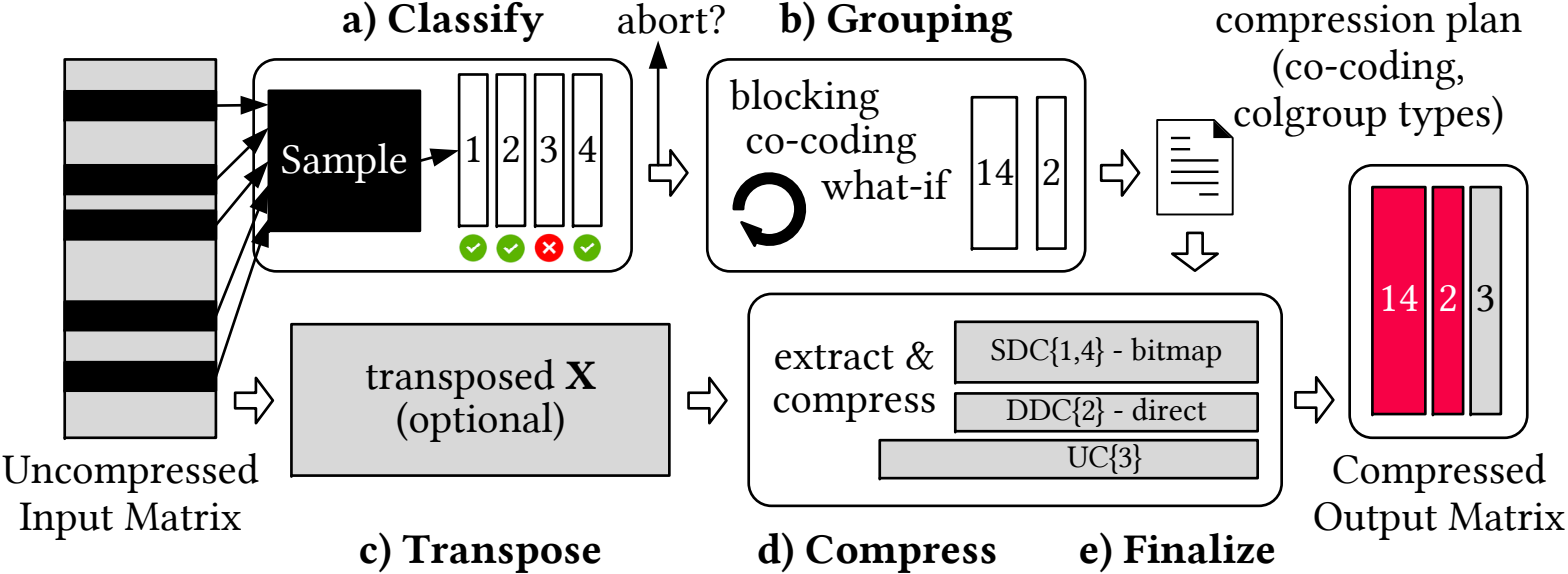 a) Classify
abort?
b) Grouping
compression plan
(co-coding,
colgroup types)
Sample
1 2 3 4
blocking
co-coding
what-if
14 2
14 2 3
transposed X
(optional)
extract &
compress
SDC{1,4} - bitmap
DDC{2} - direct
UC{3}
Uncompressed
Input Matrix
Compressed
Output Matrix
c) Transpose
d) Compress
e) Finalize